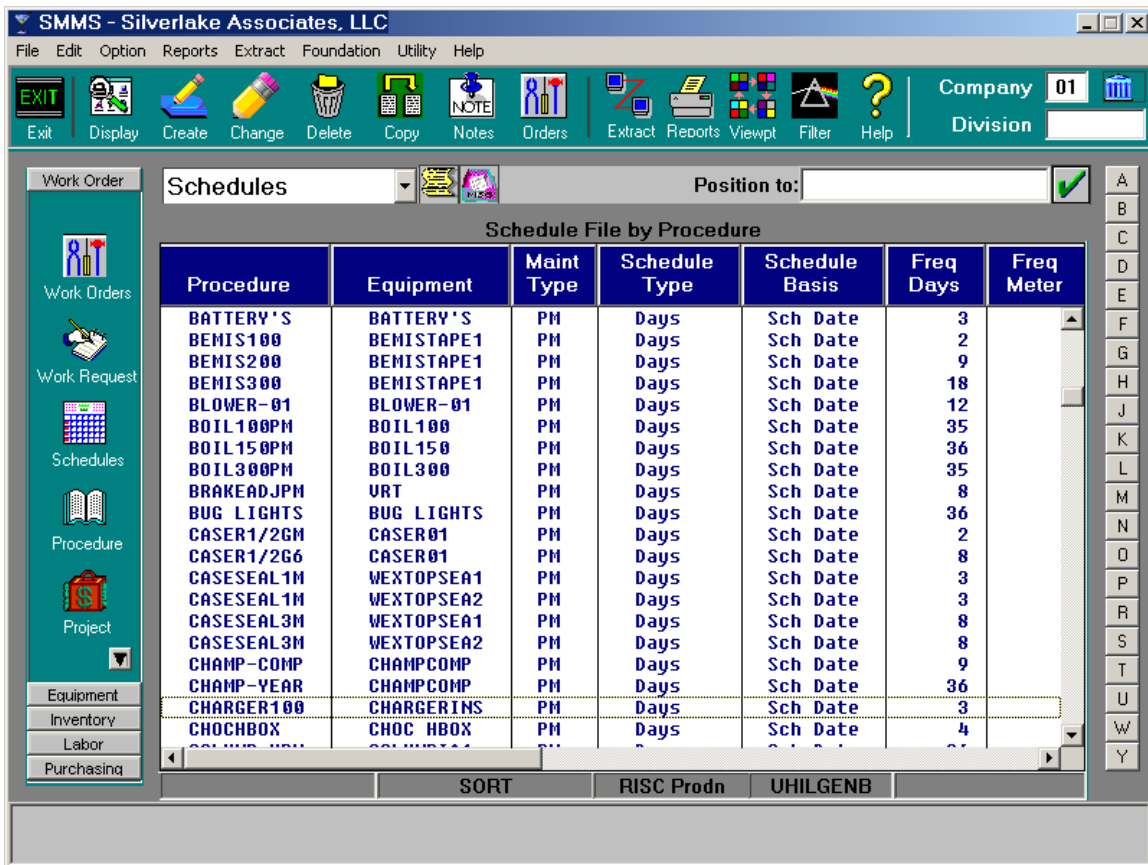 SMMS - Silverlake Associates, LLC
File Edit Option Reports Extract Foundation Utility Help
EXIT NOTE Company 01
Exit Display Create Change Delete Copy Notes Orders Extract Reports Viewpt Filter Help Division
Work Order Schedules MSG Position to:
Schedule File by Procedure
Procedure Equipment Maint Type Schedule Type Schedule Basis Freq Days Freq Meter
BATTERY'S BATTERY'S PM Days Sch Date 3
BEMIS100 BEMISTAPE1 PM Days Sch Date 2
BEMIS200 BEMISTAPE1 PM Days Sch Date 9
BEMIS300 BEMISTAPE1 PM Days Sch Date 18
BLOWER-01 BLOWER-01 PM Days Sch Date 12
BOIL100PM BOIL100 PM Days Sch Date 35
BOIL150PM BOIL150 PM Days Sch Date 36
BOIL300PM BOIL300 PM Days Sch Date 35
BRAKEADJPM VRT PM Days Sch Date 8
BUG LIGHTS BUG LIGHTS PM Days Sch Date 36
CASER1/2GM CASER01 PM Days Sch Date 2
CASER1/2G6 CASER01 PM Days Sch Date 8
CASESEAL1M WEXTOPSEA1 PM Days Sch Date 3
CASESEAL1M WEXTOPSEA2 PM Days Sch Date 3
CASESEAL3M WEXTOPSEA1 PM Days Sch Date 8
CASESEAL3M WEXTOPSEA2 PM Days Sch Date 8
CHAMP-COMP CHAMPCOMP PM Days Sch Date 9
CHAMP-YEAR CHAMPCOMP PM Days Sch Date 36
CHARGER100 CHARGERINS PM Days Sch Date 3
CHOCHBOX CHOC HBOX PM Days Sch Date 4
Work Orders
Work Request
Schedules
Procedure
Project
Equipment
Inventory
Labor
Purchasing
A
B
C
D
E
F
G
H
J
K
L
M
N
O
P
R
S
T
U
W
Y
SORT RISC Prodn UHILGENB